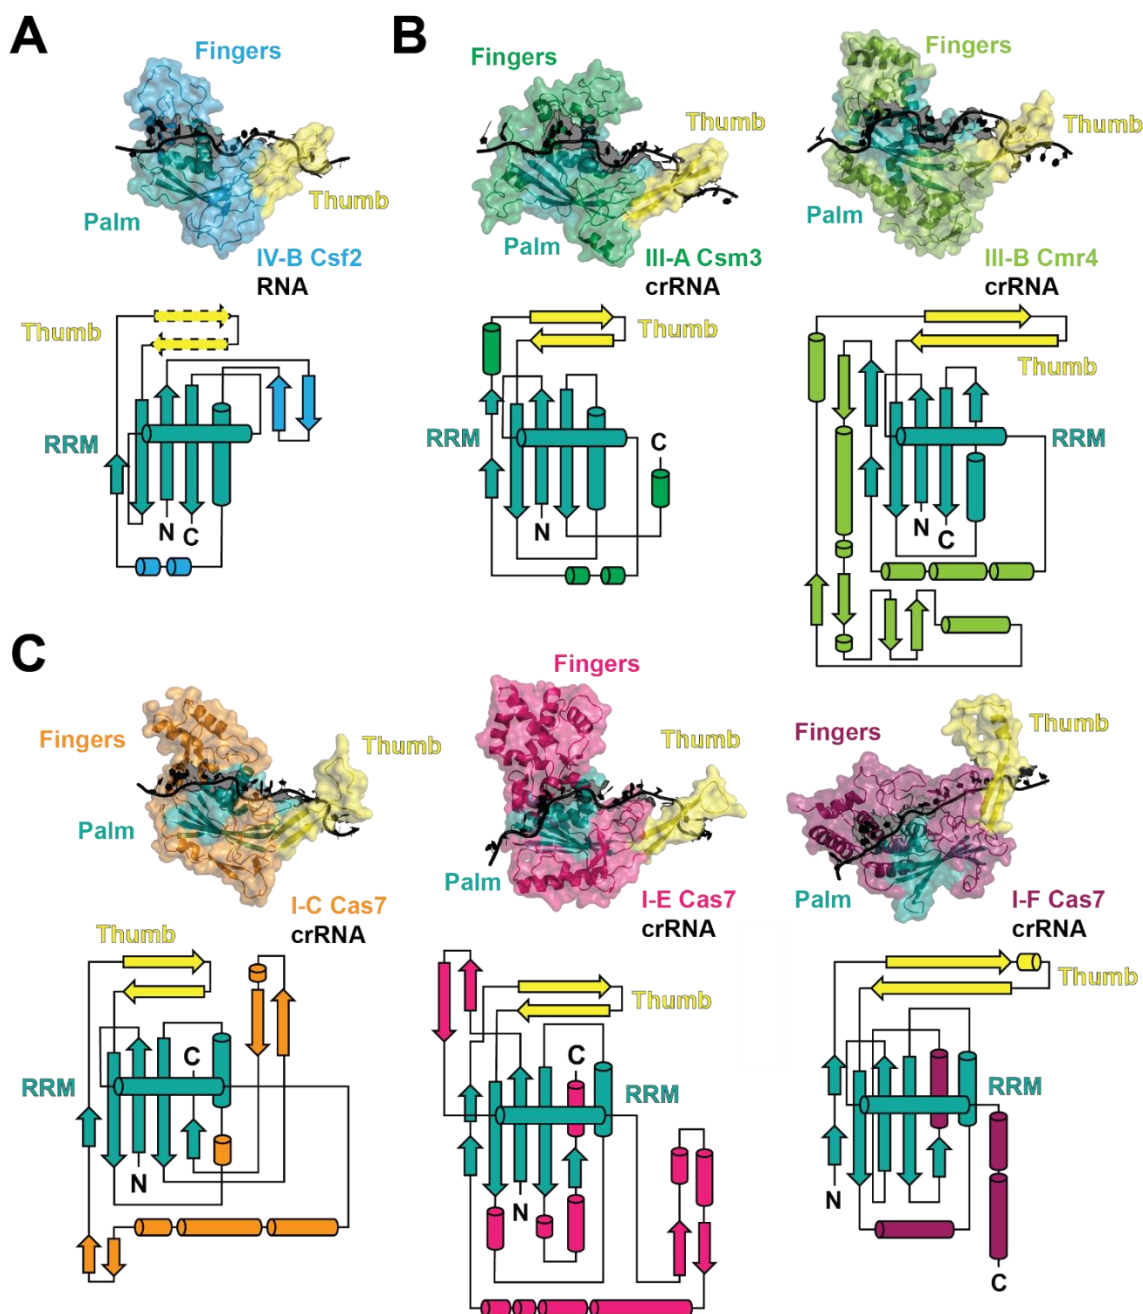 A
B
Fingers
Fingers
Fingers
Thumb
Thumb
Thumb
Palm
Palm
Palm
IV-B Csf2
RNA
III-A Csm3
crRNA
III-B Cmr4
crRNA
Thumb
Thumb
Thumb
RRM
RRM
RRM
C
N
C
N
N
C
C
Fingers
Fingers
Thumb
Thumb
Fingers
Thumb
Palm
Palm
Palm
I-C Cas7
crRNA
I-E Cas7
crRNA
I-F Cas7
crRNA
Thumb
Thumb
Thumb
RRM
C
N
C
RRM
N
RRM
N
C